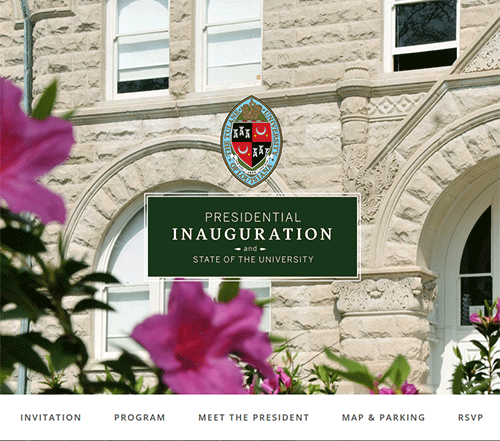 PRESIDENTIAL
INAUGURATION
and
STATE OF THE UNIVERSITY
INVITATION PROGRAM MEET THE PRESIDENT MAP & PARKING RSVP